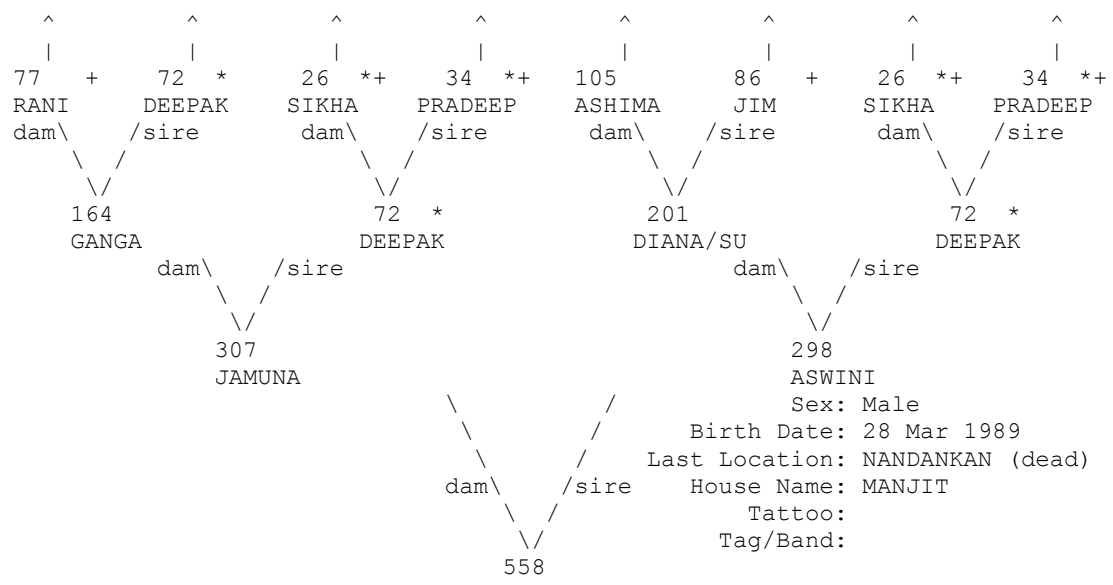 ^ ^ ^ ^ ^ ^ ^ ^
| | | | | | | |
77 + 72 * 26 *+ 34 *+ 105 86 + 26 *+ 34 *+
RANI DEEPAK SIKHA PRADEEP ASHIMA JIM SIKHA PRADEEP
dam\ /sire dam\ /sire dam\ /sire dam\ /sire
\ / \ / \ / \ /
\/ \/ \/ \/
164 72 * 201 72 *
GANGA DEEPAK DIANA/SU DEEPAK
dam\ /sire dam\ /sire
\ / \ /
\/ \/
307 298
JAMUNA ASWINI
\ / Sex: Male
\ / Birth Date: 28 Mar 1989
\ / Last Location: NANDANKAN (dead)
dam\ /sire House Name: MANJIT
\ / Tattoo:
\/ Tag/Band:
558